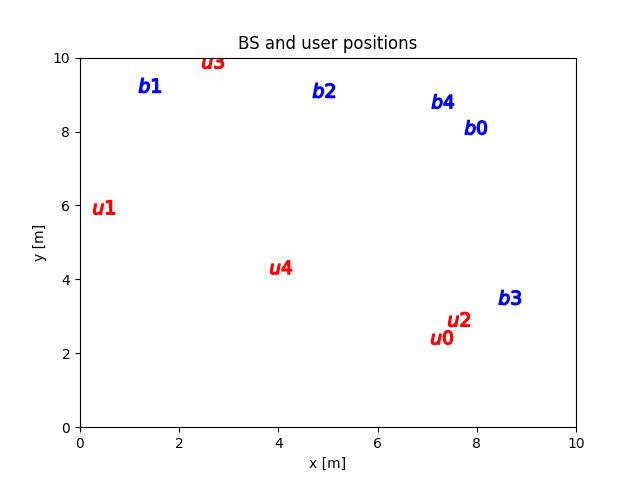 BS and user positions
10
u3
b1
b2
b4
8
b0
6
u1
y [m]
4
u4
b3
u2
2
u0
0
0 2 4 6 8 10
x [m]